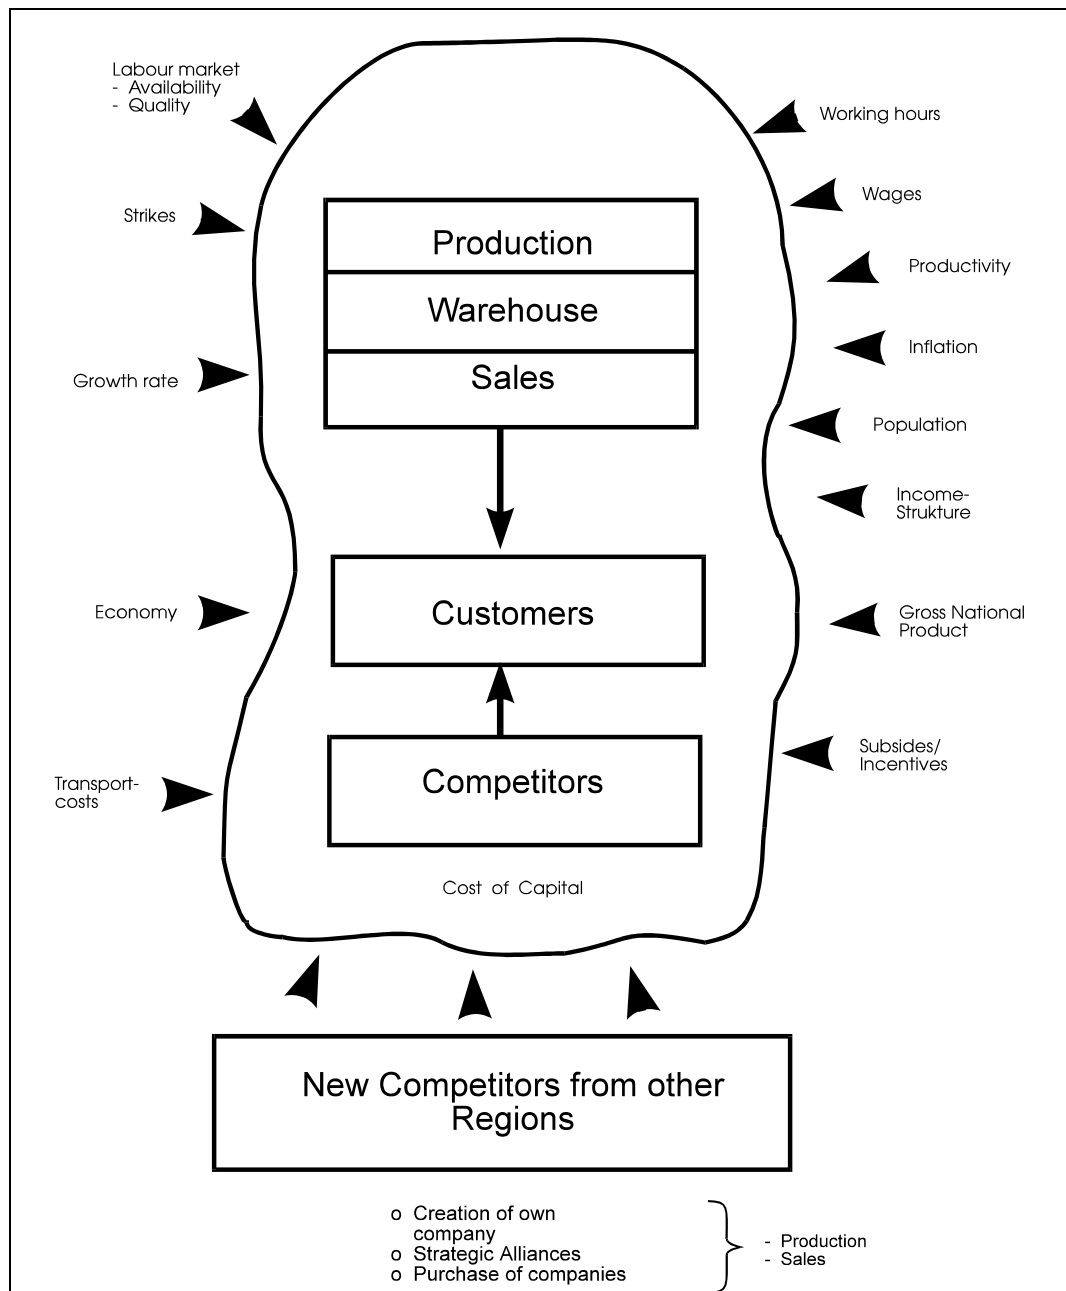 Labour market
- Availability
- Quality
Working hours
Strikes
Wages
Production
Productivity
Warehouse
Inflation
Sales
Growth rate
Population
Income-
Strukture
Economy
Customers
Gross National
Product
Subsides/
Incentives
Transport-
costs
Competitors
Cost of Capital
New Competitors from other
Regions
o Creation of own
company
o Strategic Alliances
o Purchase of companies
- Production
- Sales